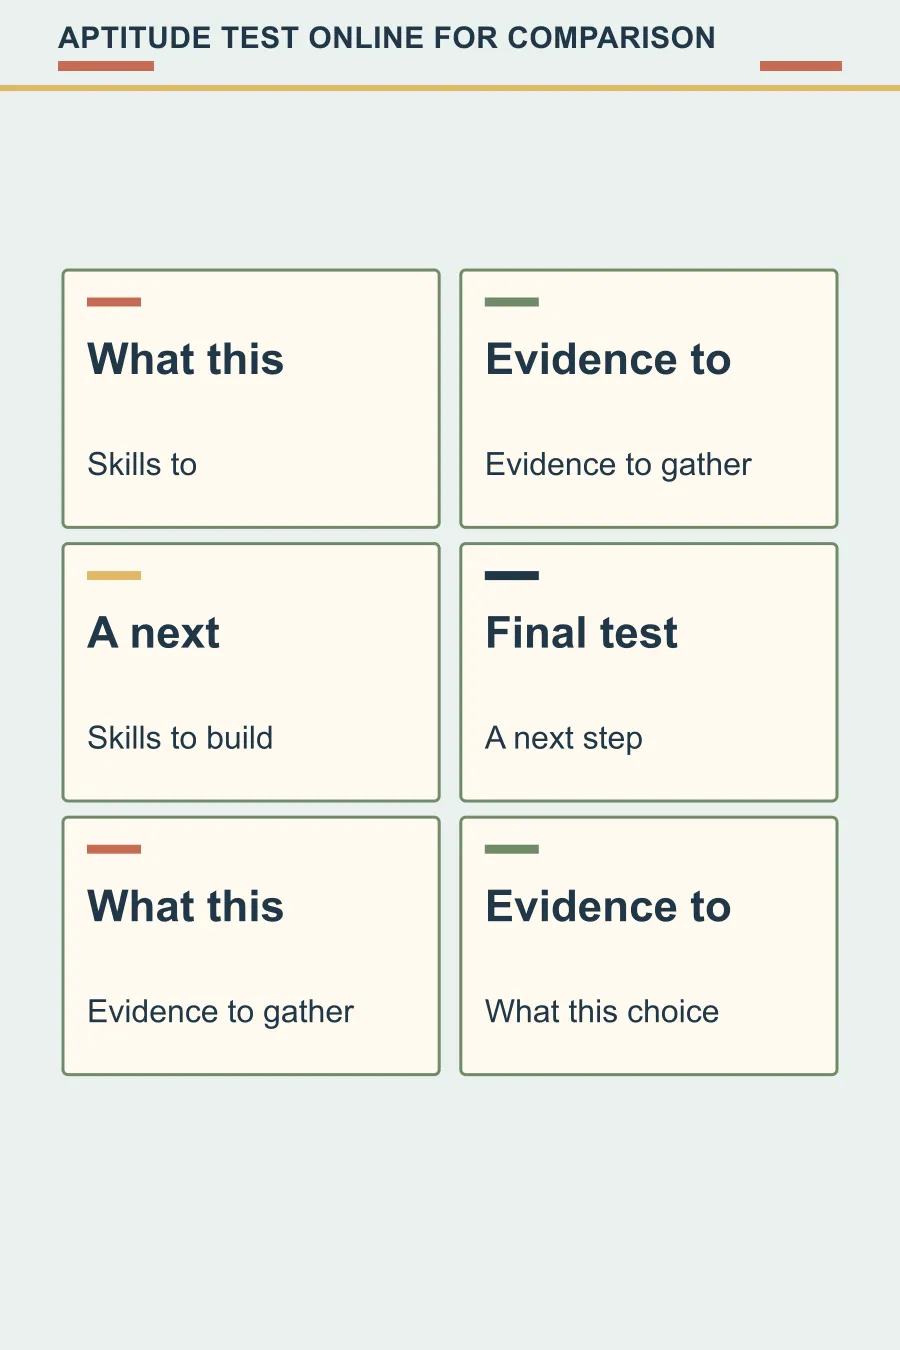 APTITUDE TEST ONLINE FOR COMPARISON
What this
Skills to
Evidence to
Evidence to gather
A next
Skills to build
Final test
A next step
What this
Evidence to gather
Evidence to
What this choice